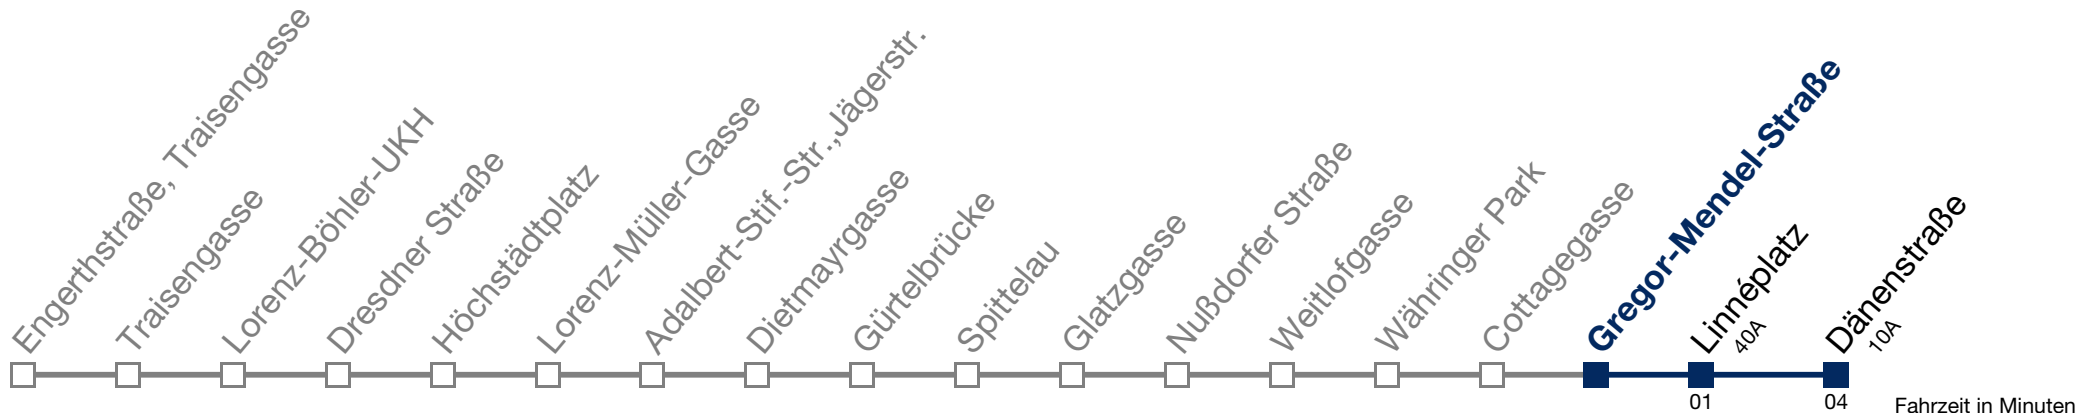 Engerthstraße, Traisengasse
Traisengasse
Lorenz-Böhler-UKH
Dresdner Straße
Höchstädtplatz
Lorenz-Müller-Gasse
Adalbert-Stif.-Str.,Jägerstr.
Dietmayrgasse
Gürtelbrücke
Spittelau
Glatzgasse
Nußdorfer Straße
Weitlofgasse
Währinger Park
Cottagegasse
Gregor-Mendel-Straße
Linnéplatz
40A
Dänenstraße
10A
01
04
Fahrzeit in Minuten